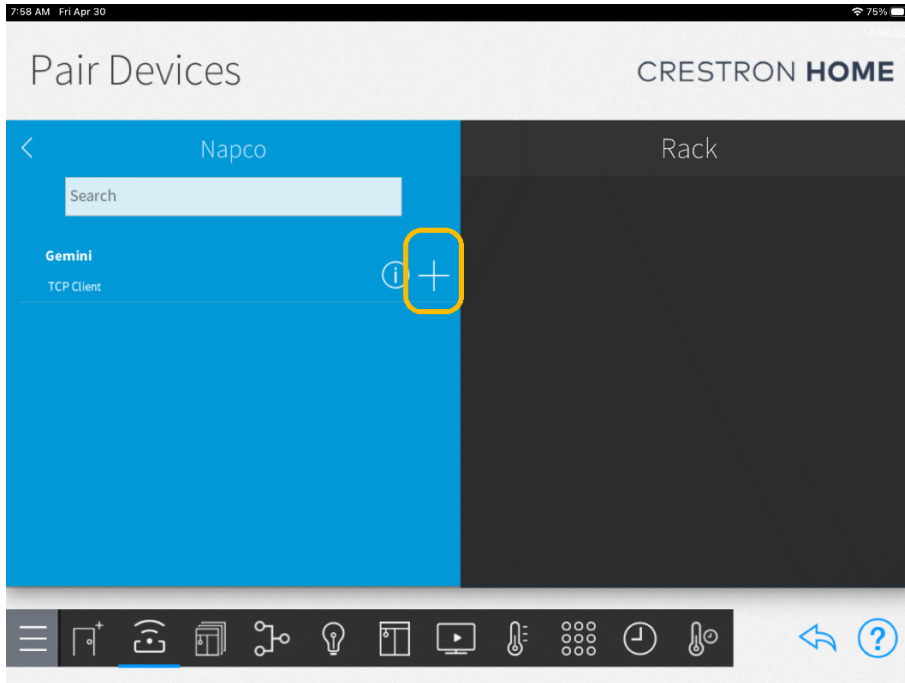 7:58 AM Fri Apr 30
75%
Pair Devices
CRESTRON HOME
Napco
Rack
Search
Gemini
TCP Client